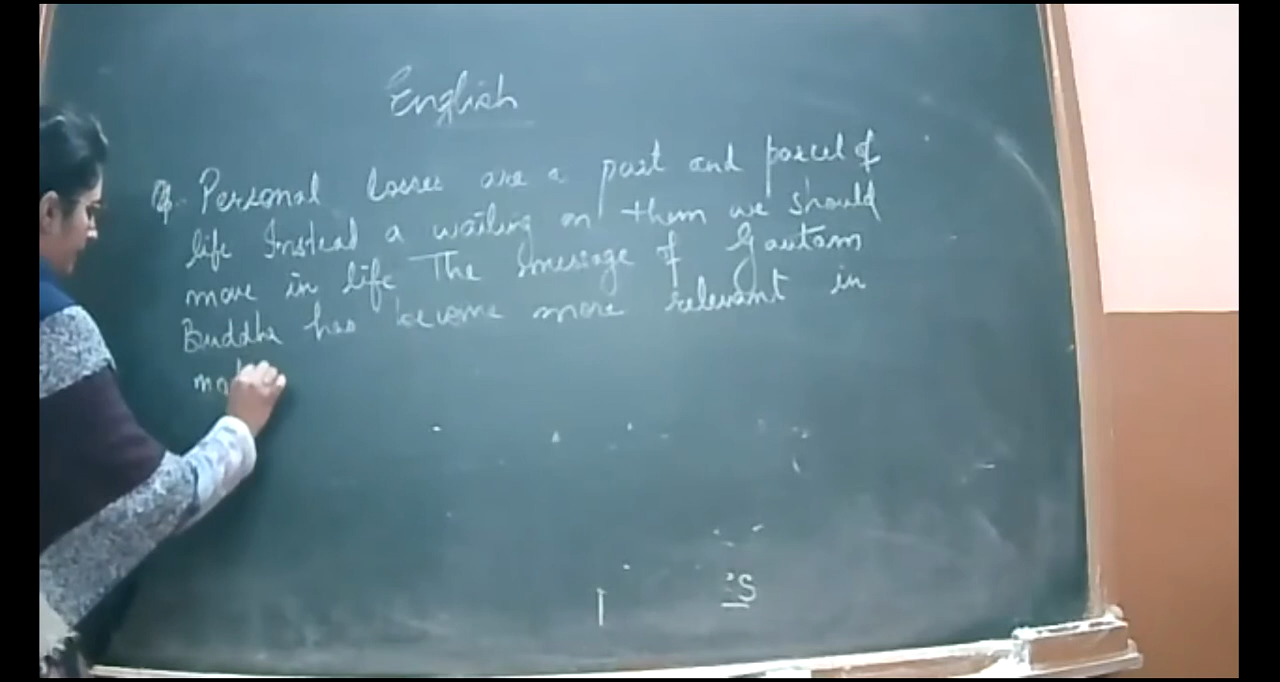 English
Q. Personal losses are a part and parcel of
life Instead a wailing on them we should
move in life The message of Gautam
Buddha has become more relevant in
mo